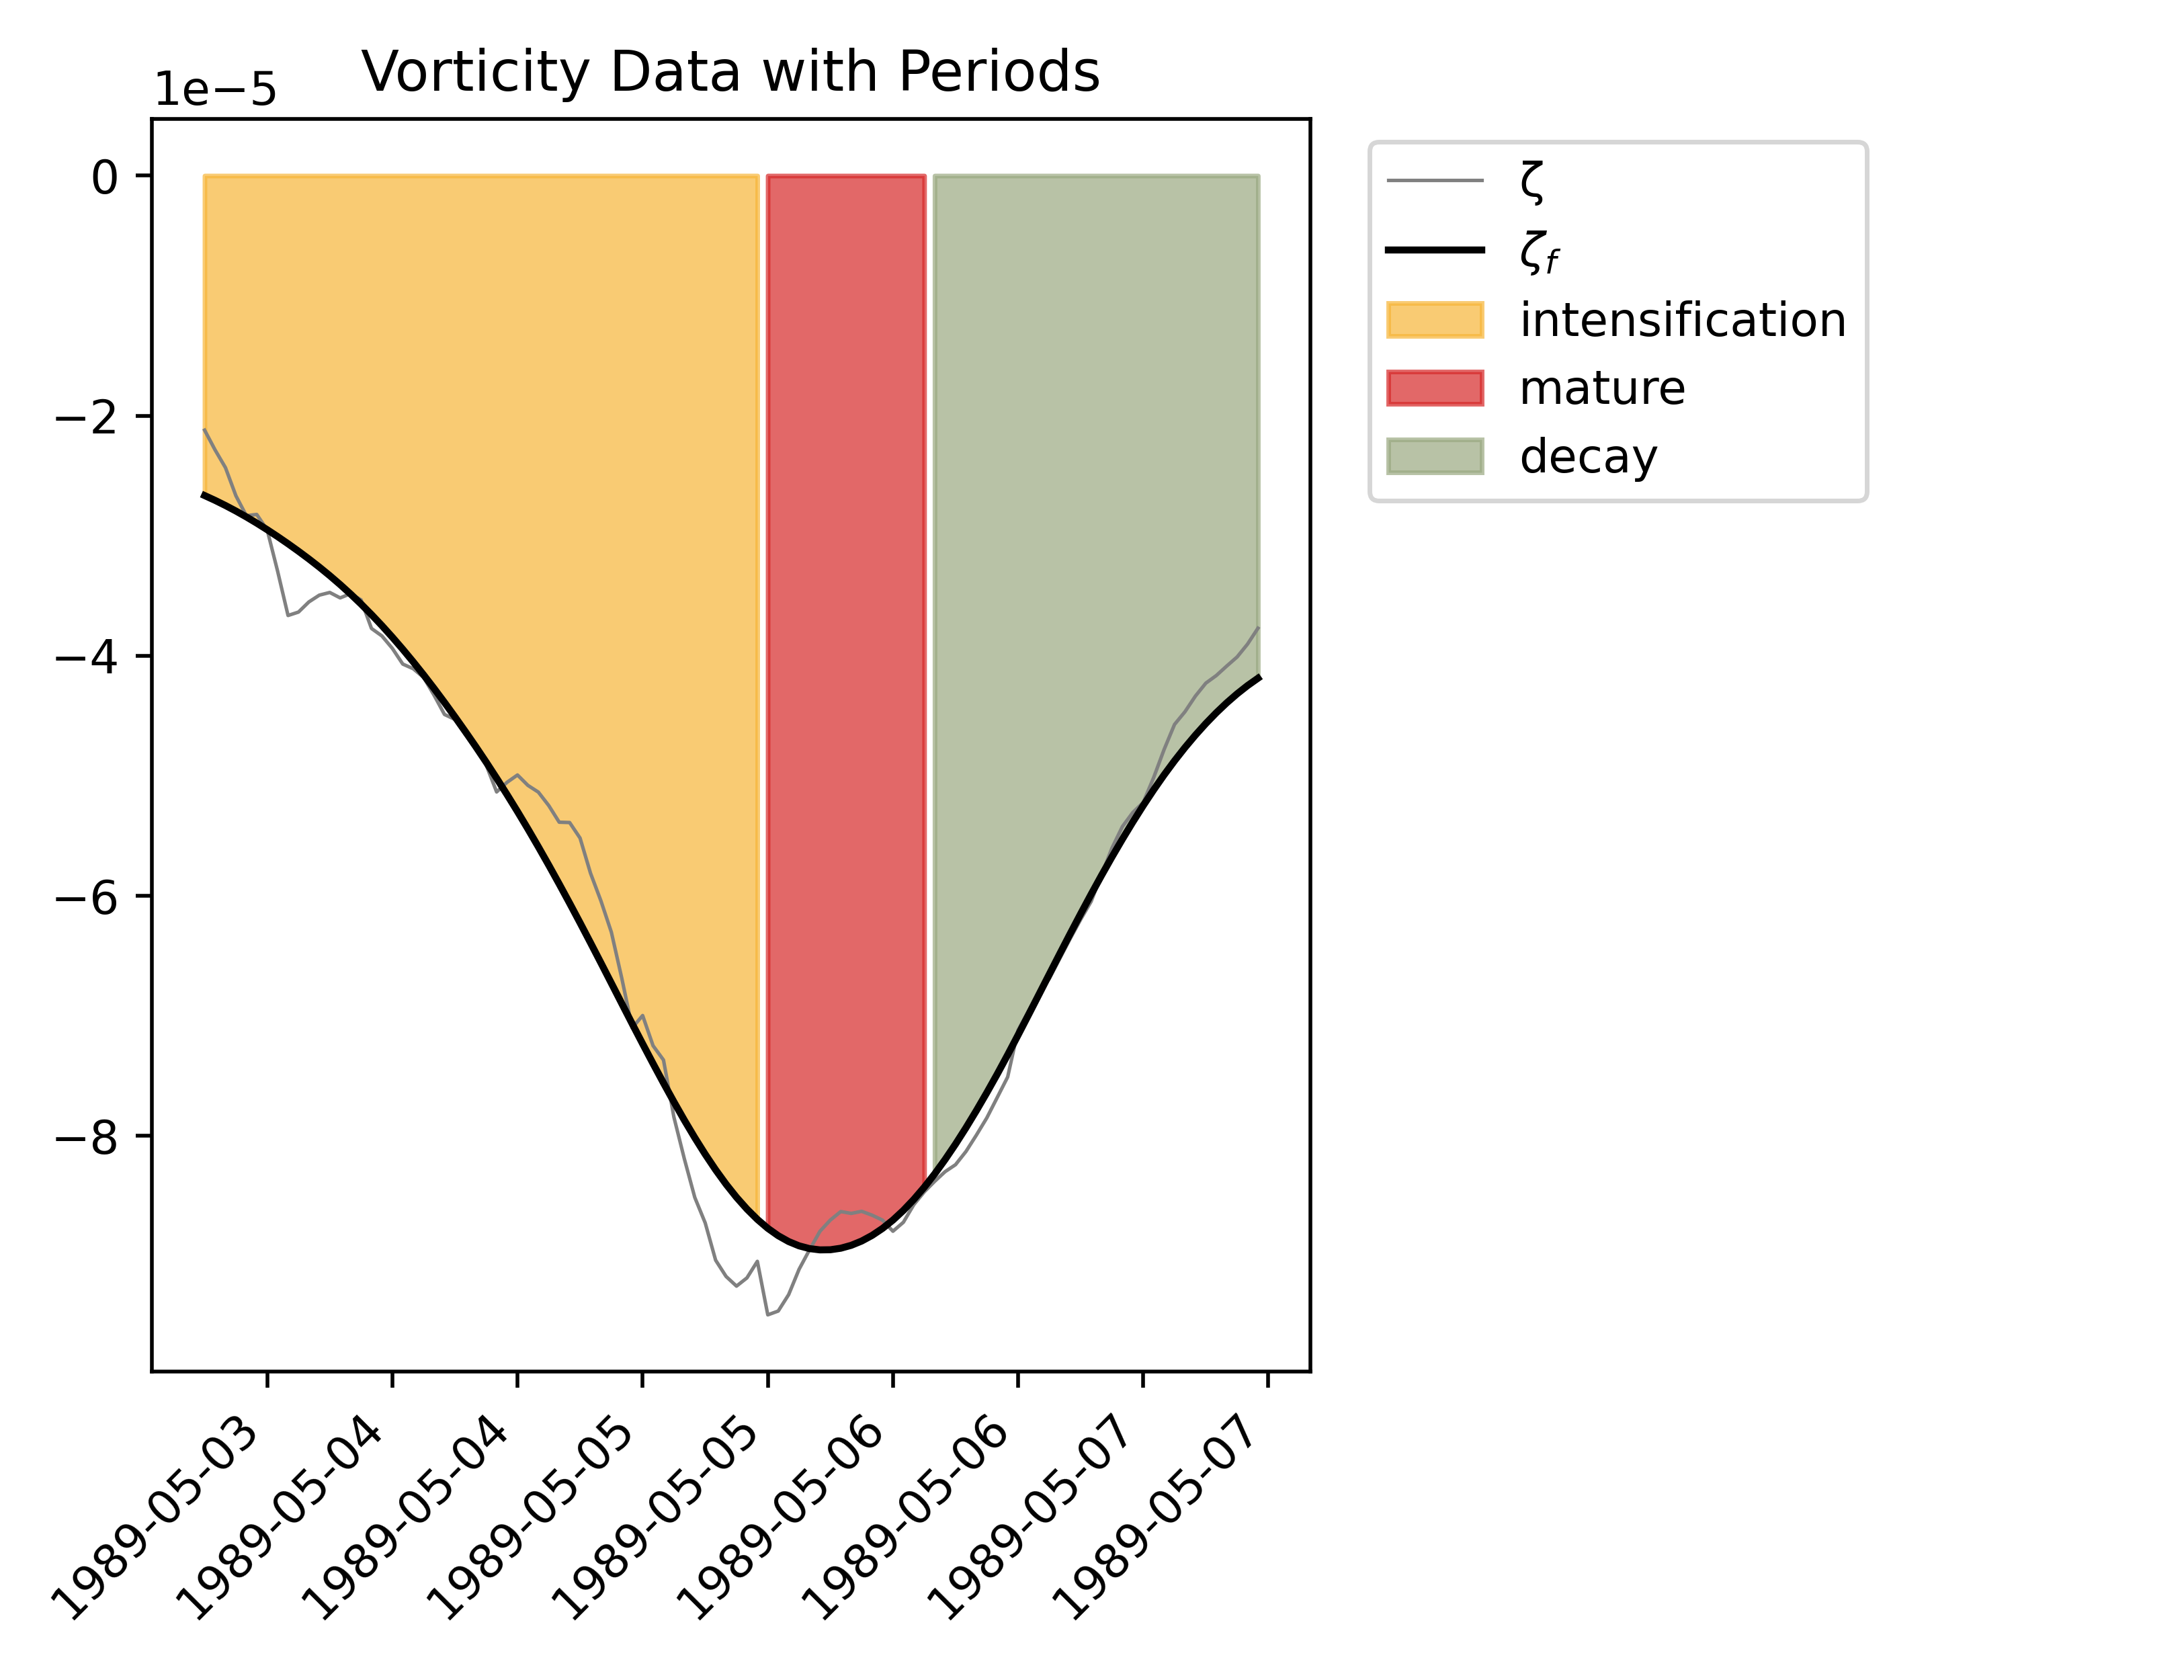 Vorticity Data with Periods
1e−5
0
−2
−4
−6
−8
1989-05-03
1989-05-04
1989-05-04
1989-05-05
1989-05-05
1989-05-06
1989-05-06
1989-05-07
1989-05-07
ζ
ζf
intensification
mature
decay